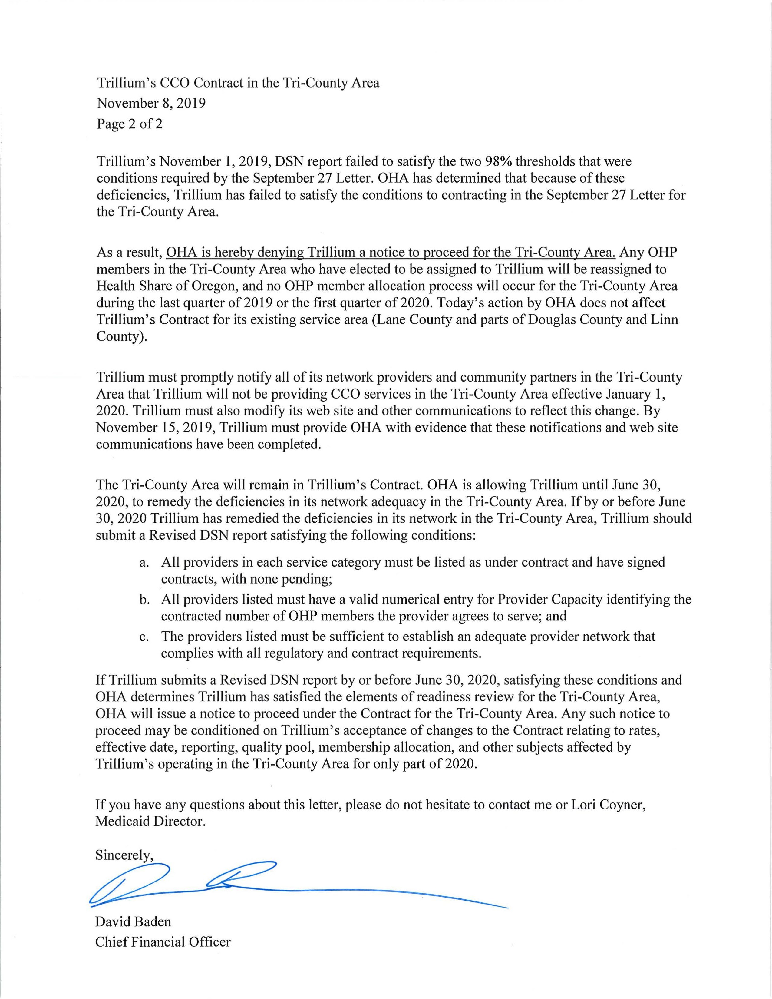 Trillium's CCO Contract in the Tri-County Area
November 8, 2019
Page 2 of 2
Trillium's November 1, 2019, DSN report failed to satisfy the two 98% thresholds that were
conditions required by the September 27 Letter. OHA has determined that because of these
deficiencies, Trillium has failed to satisfy the conditions to contracting in the September 27 Letter for
the Tri-County Area.
As a result, OHA is hereby denying Trillium a notice to proceed for the Tri-County Area. Any OHP
members in the Tri-County Area who have elected to be assigned to Trillium will be reassigned to
Health Share of Oregon, and no OHP member allocation process will occur for the Tri-County Area
during the last quarter of 2019 or the first quarter of 2020. Today's action by OHA does not affect
Trillium's Contract for its existing service area (Lane County and parts of Douglas County and Linn
County).
Trillium must promptly notify all of its network providers and community partners in the Tri-County
Area that Trillium will not be providing CCO services in the Tri-County Area effective January 1,
2020. Trillium must also modify its web site and other communications to reflect this change. By
November 15, 2019, Trillium must provide OHA with evidence that these notifications and web site
communications have been completed.
The Tri-County Area will remain in Trillium's Contract. OHA is allowing Trillium until June 30,
2020, to remedy the deficiencies in its network adequacy in the Tri-County Area. If by or before June
30, 2020 Trillium has remedied the deficiencies in its network in the Tri-County Area, Trillium should
submit a Revised DSN report satisfying the following conditions:
a. All providers in each service category must be listed as under contract and have signed
contracts, with none pending;
b. All providers listed must have a valid numerical entry for Provider Capacity identifying the
contracted number of OHP members the provider agrees to serve; and
c. The providers listed must be sufficient to establish an adequate provider network that
complies with all regulatory and contract requirements.
If Trillium submits a Revised DSN report by or before June 30, 2020, satisfying these conditions and
OHA determines Trillium has satisfied the elements of readiness review for the Tri-County Area,
OHA will issue a notice to proceed under the Contract for the Tri-County Area. Any such notice to
proceed may be conditioned on Trillium's acceptance of changes to the Contract relating to rates,
effective date, reporting, quality pool, membership allocation, and other subjects affected by
Trillium's operating in the Tri-County Area for only part of 2020.
If you have any questions about this letter, please do not hesitate to contact me or Lori Coyner,
Medicaid Director.
Sincerely,
David Baden
Chief Financial Officer